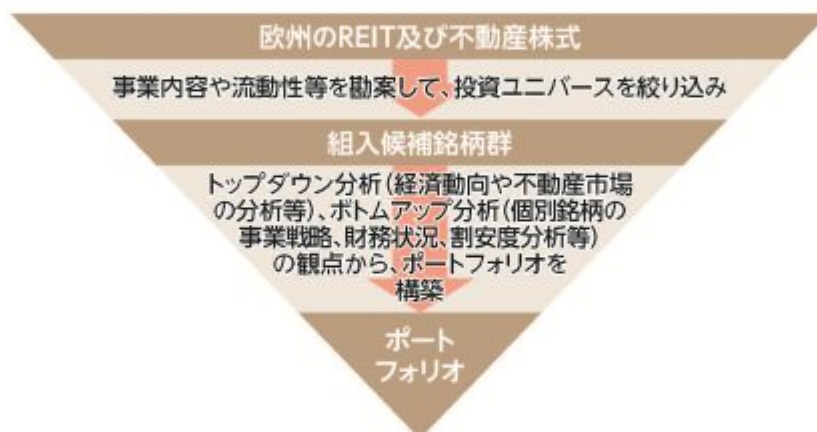 欧州のREIT及び不動産株式
事業内容や流動性等を勘案して、投資ユニバースを絞り込み
組入候補銘柄群
トップダウン分析(経済動向や不動産市場
の分析等)、ボトムアップ分析(個別銘柄の
事業戦略、財務状況、割安度分析等)
の観点から、ポートフォリオを
構築
ポート
フォリオ